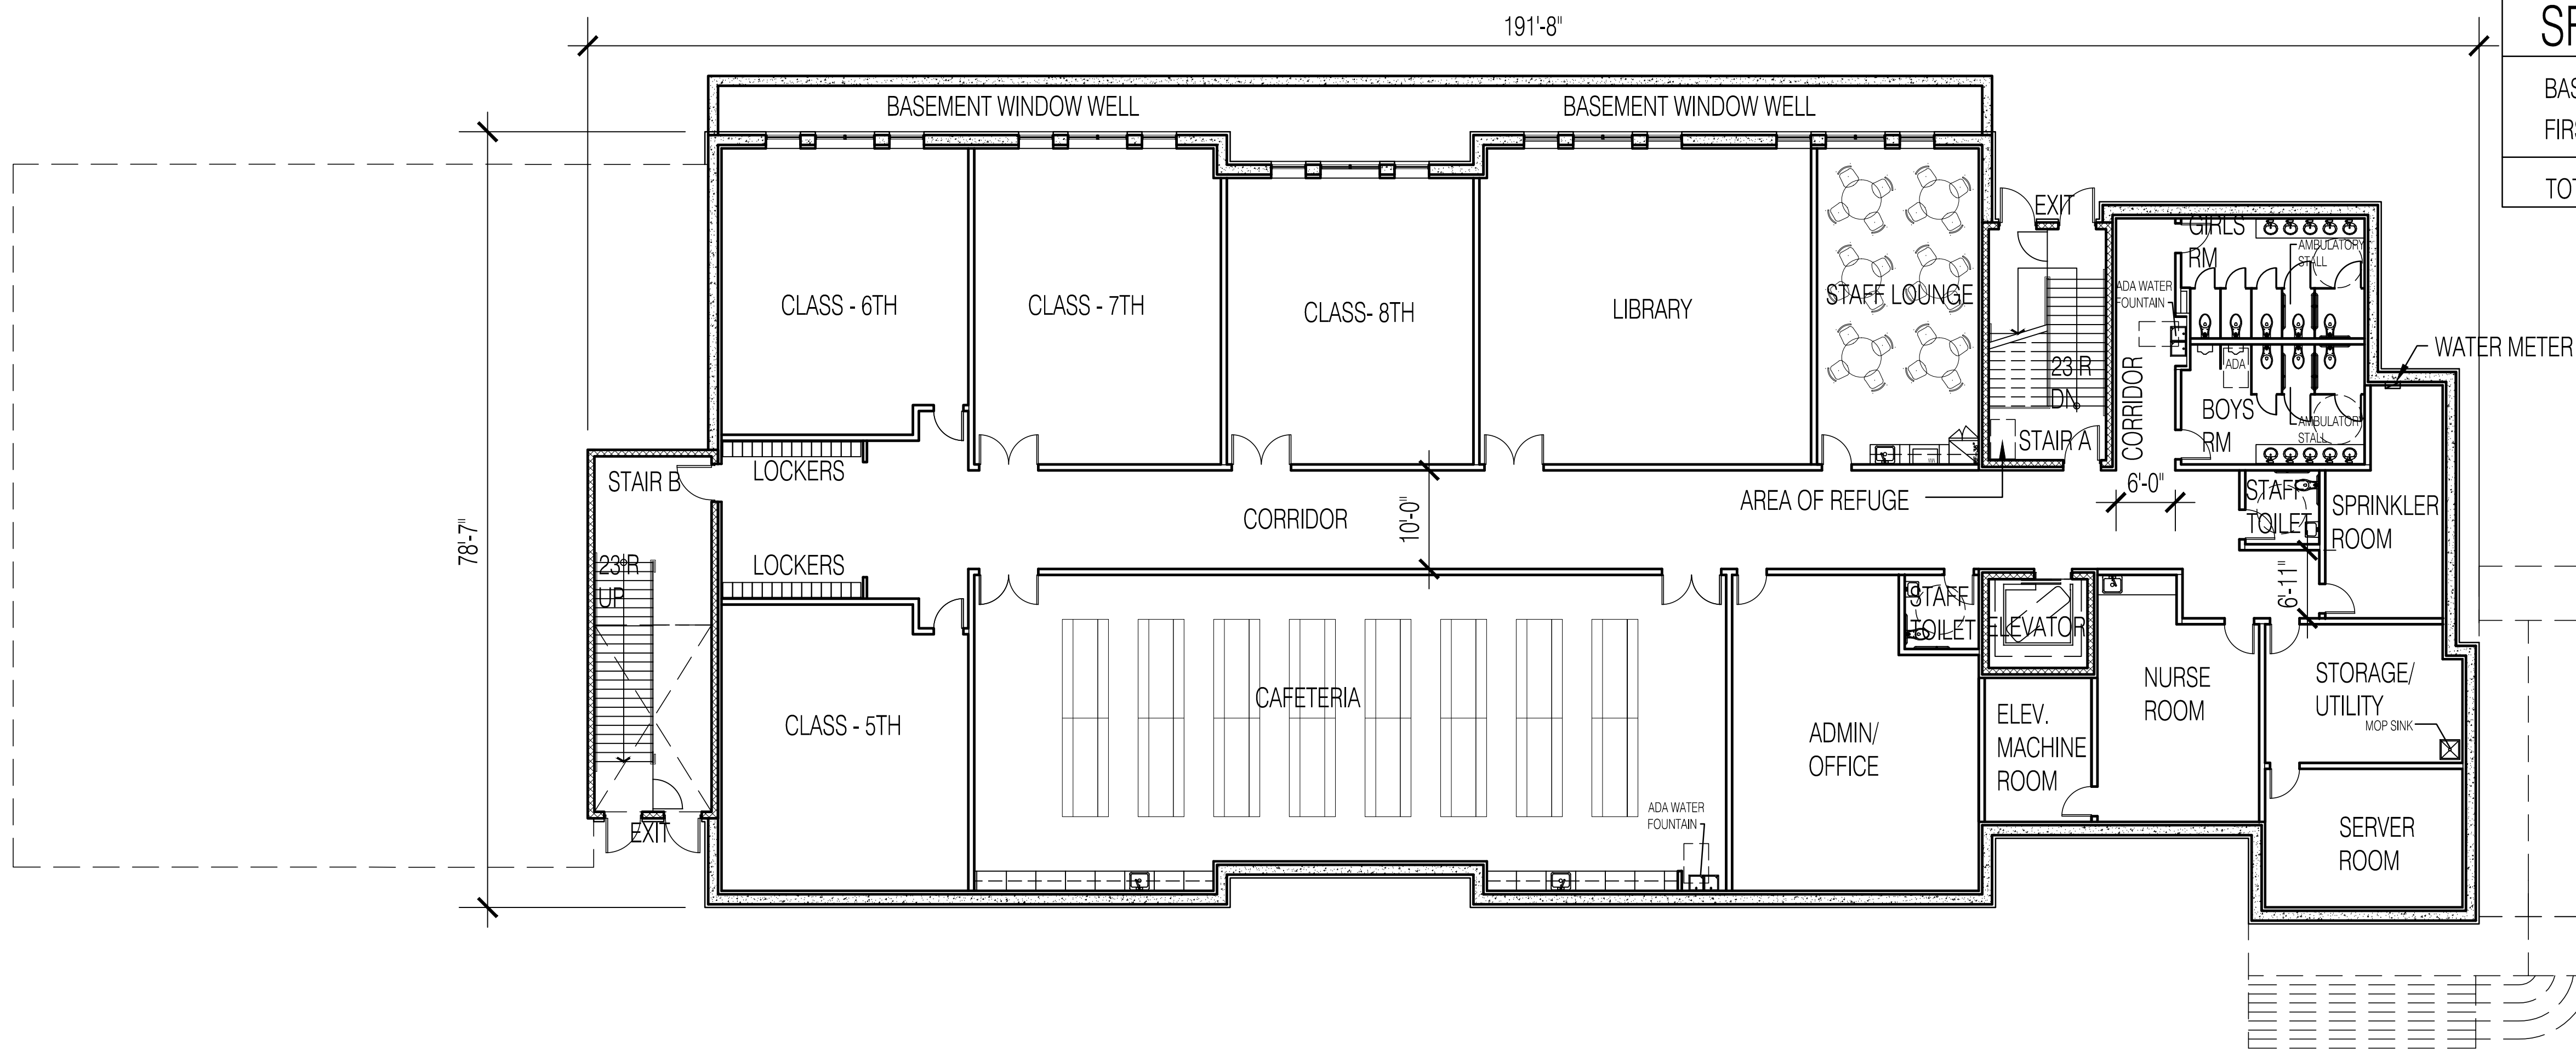 191'-8"
SP
BAS
FIRS
TOT
BASEMENT WINDOW WELL
BASEMENT WINDOW WELL
EXIT
GIRLS
RM
AMBULATORY
STALL
ADA WATER
FOUNTAIN
CLASS - 6TH
CLASS - 7TH
CLASS- 8TH
LIBRARY
STAFF LOUNGE
WATER METER
23 R
DN
ADA
CORRIDOR
BOYS
RM
AMBULATORY
STALL
STAIR A
STAIR B
LOCKERS
6'-0"
AREA OF REFUGE
STAFF
TOILET
SPRINKLER
ROOM
CORRIDOR
10'-0"
78'-7"
23 R
UP
LOCKERS
6'-11"
STAFF
TOILET
ELEVATOR
CLASS - 5TH
CAFETERIA
ADMIN/
OFFICE
ELEV.
MACHINE
ROOM
NURSE
ROOM
STORAGE/
UTILITY
MOP SINK
ADA WATER
FOUNTAIN
EXIT
SERVER
ROOM